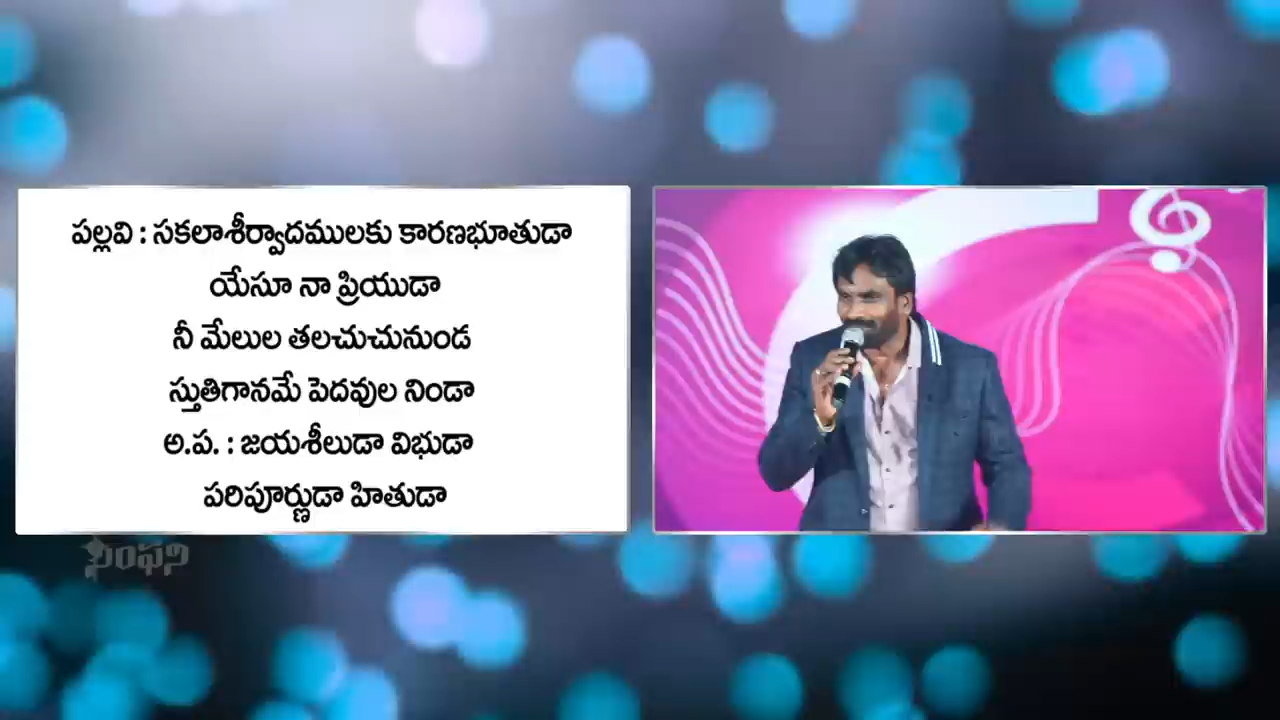 పల్లవి : సకలాశీర్వాదములకు కారణభూతుడా
యేసూ నా ప్రియుడా
నీ మేలుల తలచుచునుండ
స్తుతిగానమే పెదవుల నిండా
అ.ప. : జయశీలుడా విభుడా
పరిపూర్ణుడా హితుడా
సింఫని